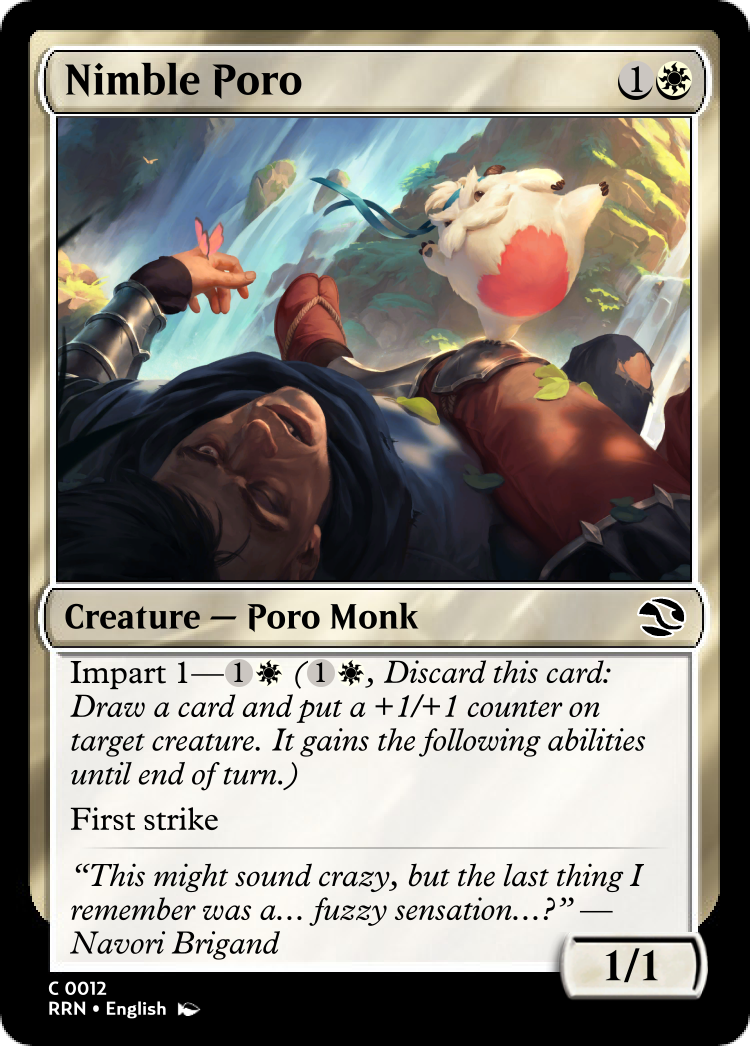 Nimble Poro 1
Creature — Poro Monk
Impart 1—1 (1, Discard this card:
Draw a card and put a +1/+1 counter on
target creature. It gains the following abilities
until end of turn.)
First strike
“This might sound crazy, but the last thing I
remember was a… fuzzy sensation…?” —
Navori Brigand
1/1
C 0012
RRN • English